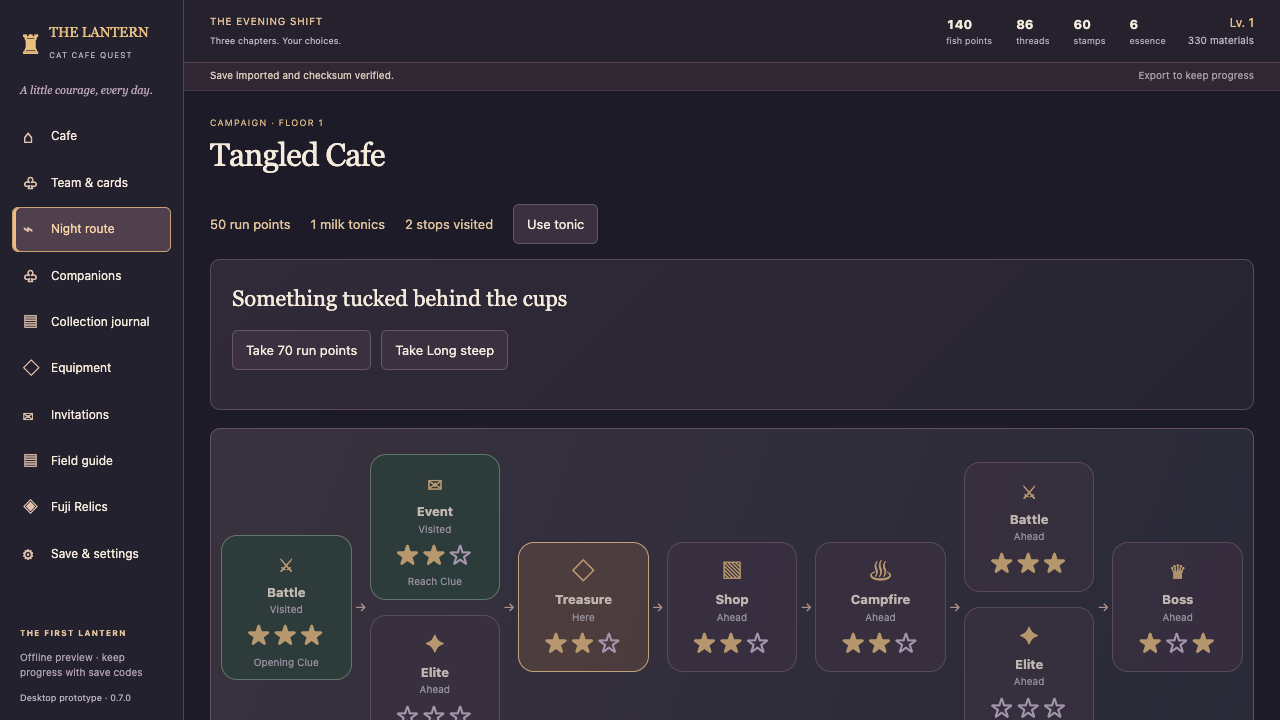 THE LANTERN
CAT CAFE QUEST
A little courage, every day.
Cafe
Team & cards
Night route
Companions
Collection journal
Equipment
Invitations
Field guide
Fuji Relics
Save & settings
THE FIRST LANTERN
Offline preview · keep
progress with save codes
Desktop prototype · 0.7.0
THE EVENING SHIFT
Three chapters. Your choices.
140
fish points
86
threads
60
stamps
6
essence
Lv. 1
330 materials
Save imported and checksum verified.
Export to keep progress
CAMPAIGN · FLOOR 1
Tangled Cafe
50 run points
1 milk tonics
2 stops visited
Use tonic
Something tucked behind the cups
Take 70 run points
Take Long steep
Battle
Visited
Opening Clue
Event
Visited
Reach Clue
Elite
Ahead
Treasure
Here
Shop
Ahead
Campfire
Ahead
Battle
Ahead
Elite
Ahead
Boss
Ahead